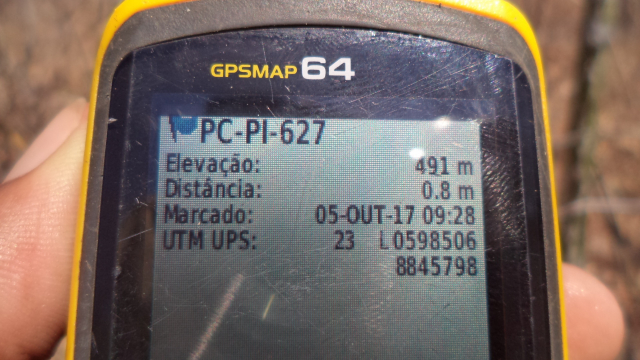 GPSMAP 64
PC-PI-627
Elevação: 491 m
Distância: 0.8 m
Marcado: 05-OUT-17 09:28
UTM UPS: 23 L 0598506
8845798